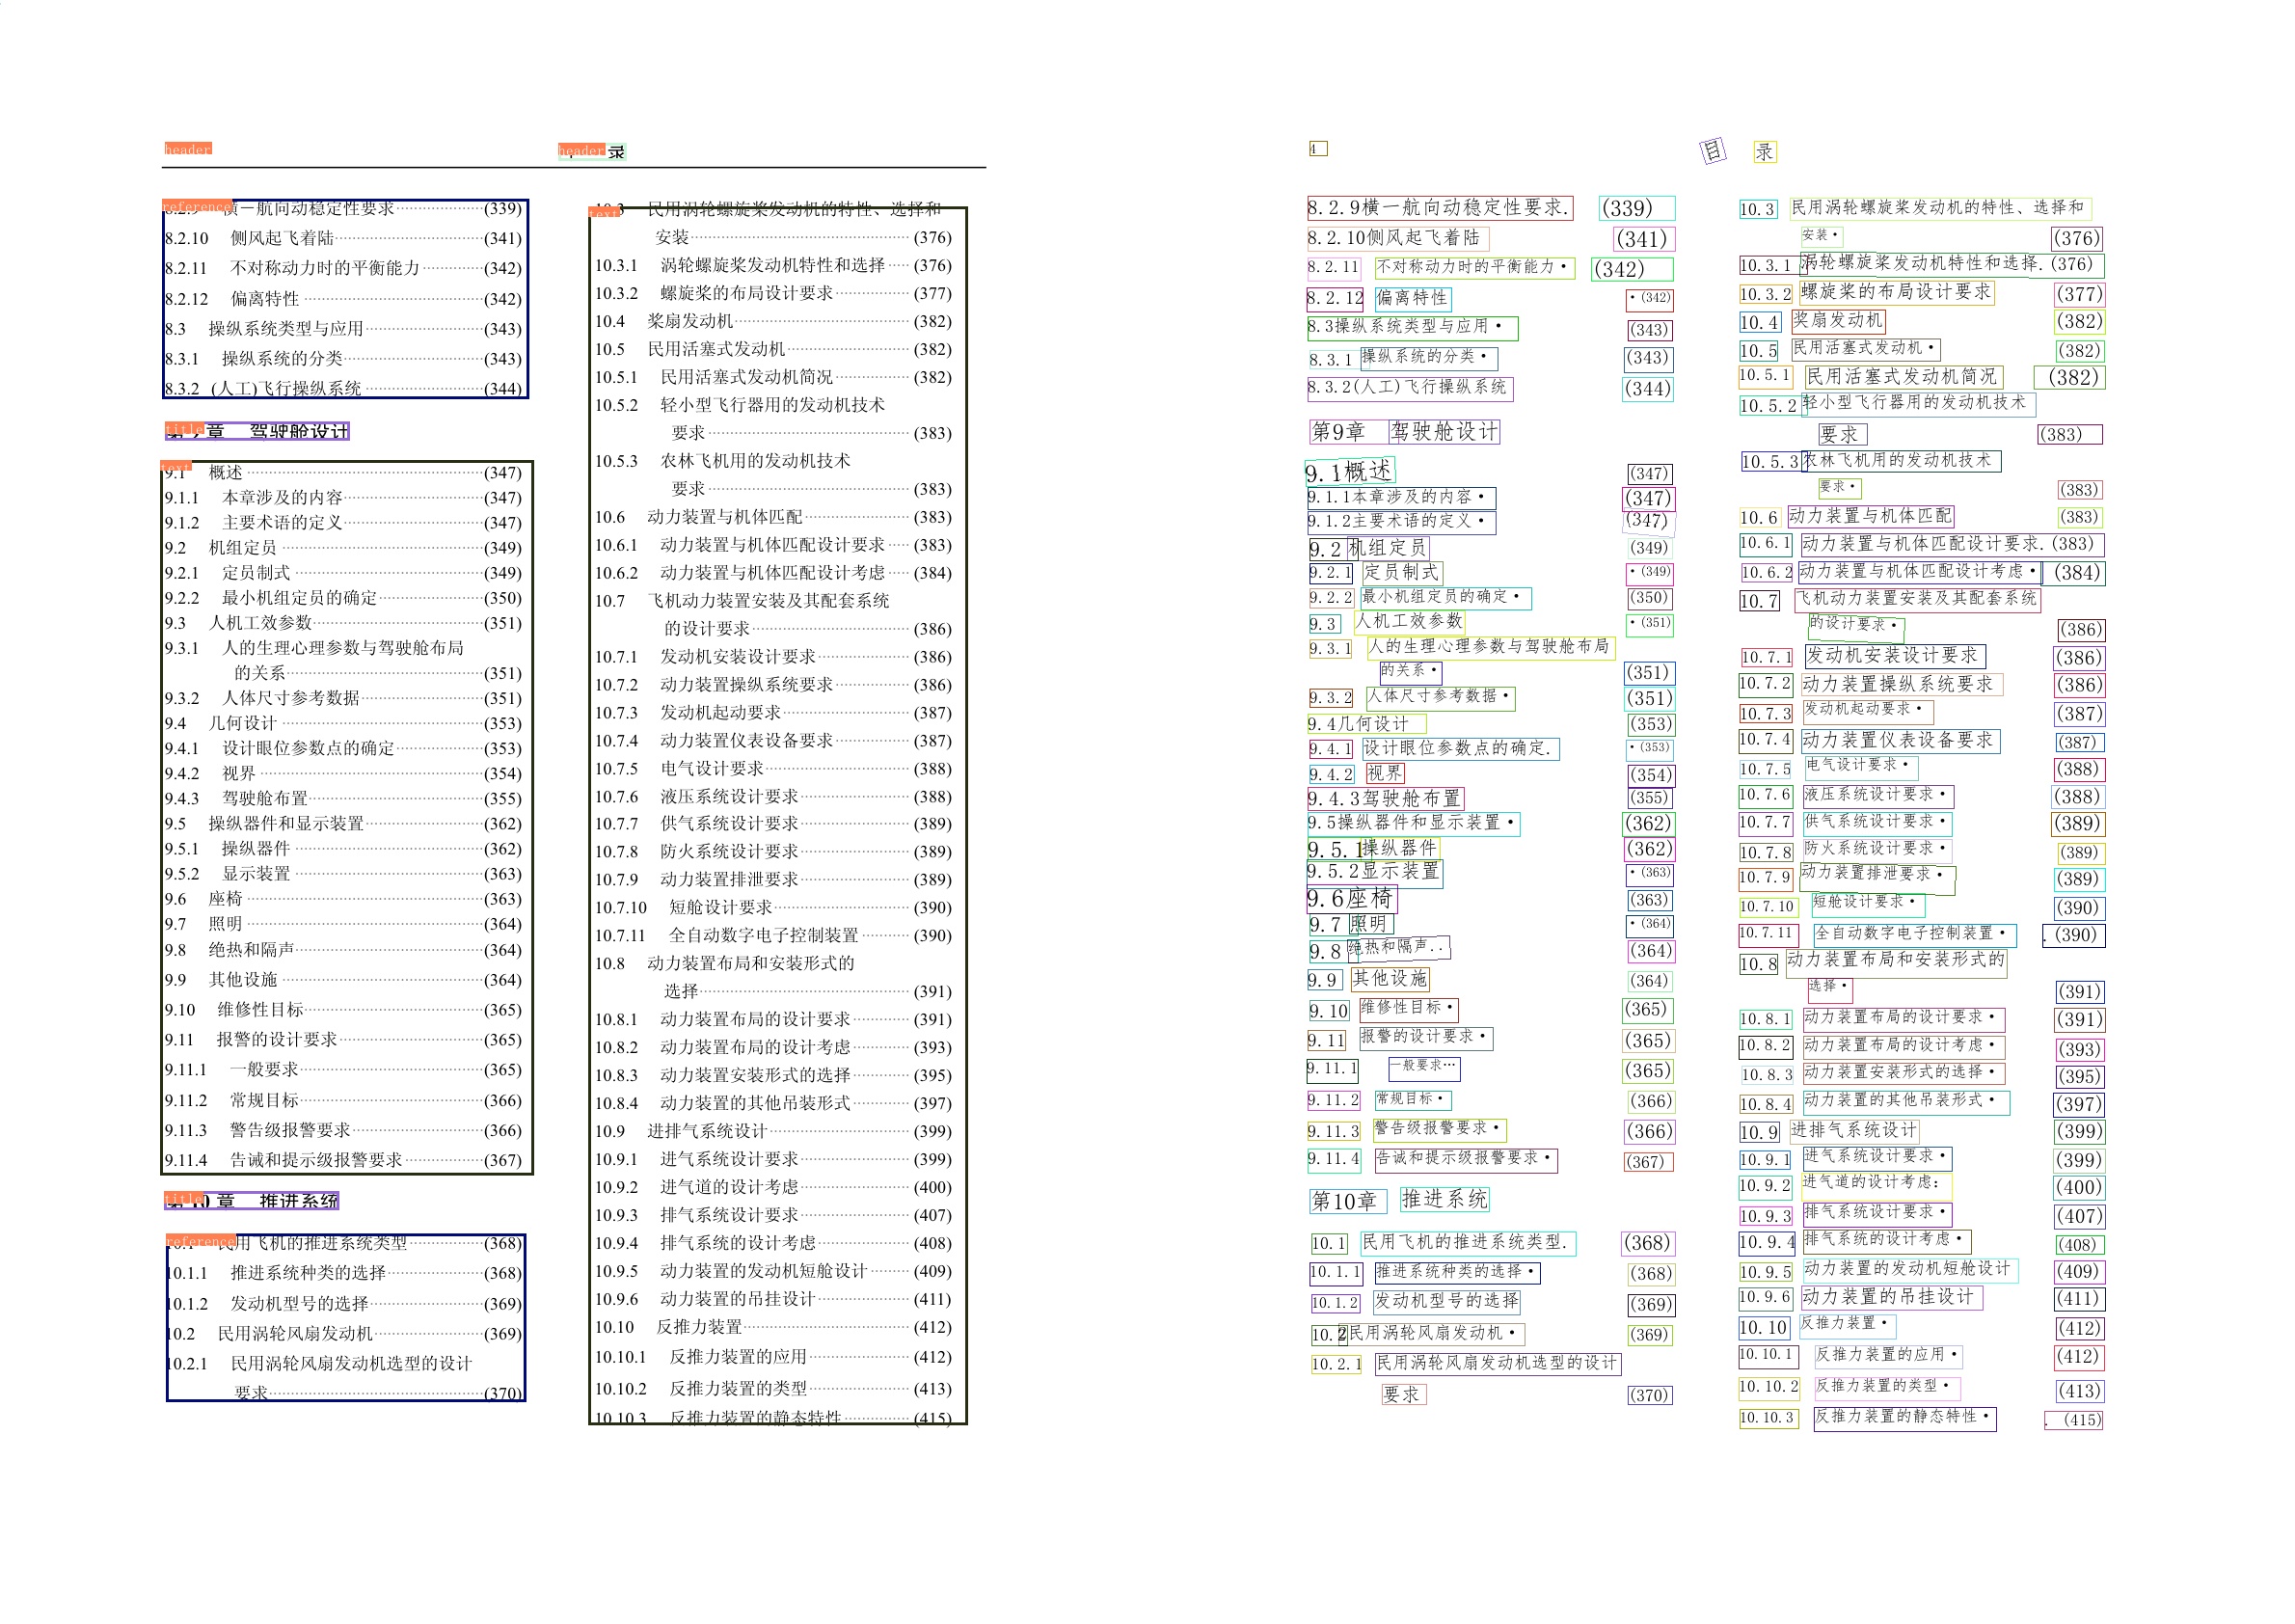 header
header 录
reference 横－航向动稳定性要求 (339)
8.2.10 侧风起飞着陆 (341)
8.2.11 不对称动力时的平衡能力 (342)
8.2.12 偏离特性 (342)
8.3 操纵系统类型与应用 (343)
8.3.1 操纵系统的分类 (343)
8.3.2 (人工)飞行操纵系统 (344)
title 章 驾驶舱设计
text
9.1 概述 (347)
9.1.1 本章涉及的内容 (347)
9.1.2 主要术语的定义 (347)
9.2 机组定员 (349)
9.2.1 定员制式 (349)
9.2.2 最小机组定员的确定 (350)
9.3 人机工效参数 (351)
9.3.1 人的生理心理参数与驾驶舱布局
的关系 (351)
9.3.2 人体尺寸参考数据 (351)
9.4 几何设计 (353)
9.4.1 设计眼位参数点的确定 (353)
9.4.2 视界 (354)
9.4.3 驾驶舱布置 (355)
9.5 操纵器件和显示装置 (362)
9.5.1 操纵器件 (362)
9.5.2 显示装置 (363)
9.6 座椅 (363)
9.7 照明 (364)
9.8 绝热和隔声 (364)
9.9 其他设施 (364)
9.10 维修性目标 (365)
9.11 报警的设计要求 (365)
9.11.1 一般要求 (365)
9.11.2 常规目标 (366)
9.11.3 警告级报警要求 (366)
9.11.4 告诫和提示级报警要求 (367)
title 0 章 推进系统
reference 民用飞机的推进系统类型 (368)
10.1.1 推进系统种类的选择 (368)
10.1.2 发动机型号的选择 (369)
10.2 民用涡轮风扇发动机 (369)
10.2.1 民用涡轮风扇发动机选型的设计
要求 (370)
text
10.3 民用涡轮螺旋桨发动机的特性、选择和
安装 (376)
10.3.1 涡轮螺旋桨发动机特性和选择 (376)
10.3.2 螺旋桨的布局设计要求 (377)
10.4 桨扇发动机 (382)
10.5 民用活塞式发动机 (382)
10.5.1 民用活塞式发动机简况 (382)
10.5.2 轻小型飞行器用的发动机技术
要求 (383)
10.5.3 农林飞机用的发动机技术
要求 (383)
10.6 动力装置与机体匹配 (383)
10.6.1 动力装置与机体匹配设计要求 (383)
10.6.2 动力装置与机体匹配设计考虑 (384)
10.7 飞机动力装置安装及其配套系统
的设计要求 (386)
10.7.1 发动机安装设计要求 (386)
10.7.2 动力装置操纵系统要求 (386)
10.7.3 发动机起动要求 (387)
10.7.4 动力装置仪表设备要求 (387)
10.7.5 电气设计要求 (388)
10.7.6 液压系统设计要求 (388)
10.7.7 供气系统设计要求 (389)
10.7.8 防火系统设计要求 (389)
10.7.9 动力装置排泄要求 (389)
10.7.10 短舱设计要求 (390)
10.7.11 全自动数字电子控制装置 (390)
10.8 动力装置布局和安装形式的
选择 (391)
10.8.1 动力装置布局的设计要求 (391)
10.8.2 动力装置布局的设计考虑 (393)
10.8.3 动力装置安装形式的选择 (395)
10.8.4 动力装置的其他吊装形式 (397)
10.9 进排气系统设计 (399)
10.9.1 进气系统设计要求 (399)
10.9.2 进气道的设计考虑 (400)
10.9.3 排气系统设计要求 (407)
10.9.4 排气系统的设计考虑 (408)
10.9.5 动力装置的发动机短舱设计 (409)
10.9.6 动力装置的吊挂设计 (411)
10.10 反推力装置 (412)
10.10.1 反推力装置的应用 (412)
10.10.2 反推力装置的类型 (413)
10.10.3 反推力装置的静态特性 (415)
4
目 录
8.2.9横一航向动稳定性要求. (339)
8.2.10侧风起飞着陆 (341)
8.2.11 不对称动力时的平衡能力• (342)
8.2.12 偏离特性 •(342)
8.3操纵系统类型与应用• (343)
8.3.1 操纵系统的分类• (343)
8.3.2(人工)飞行操纵系统 (344)
第9章 驾驶舱设计
9.1概述 (347)
9.1.1本章涉及的内容• (347)
9.1.2主要术语的定义• (347)
9.2 机组定员 (349)
9.2.1 定员制式 •(349)
9.2.2 最小机组定员的确定• (350)
9.3 人机工效参数 •(351)
9.3.1 人的生理心理参数与驾驶舱布局
的关系• (351)
9.3.2 人体尺寸参考数据• (351)
9.4几何设计 (353)
9.4.1 设计眼位参数点的确定. •(353)
9.4.2 视界 (354)
9.4.3驾驶舱布置 (355)
9.5操纵器件和显示装置• (362)
9.5.1操纵器件 (362)
9.5.2显示装置 •(363)
9.6座椅 (363)
9.7 照明 •(364)
9.8 绝热和隔声.. (364)
9.9 其他设施 (364)
9.10 维修性目标• (365)
9.11 报警的设计要求• (365)
9.11.1 一般要求… (365)
9.11.2 常规目标• (366)
9.11.3 警告级报警要求• (366)
9.11.4 告诫和提示级报警要求• (367)
第10章 推进系统
10.1 民用飞机的推进系统类型. (368)
10.1.1 推进系统种类的选择• (368)
10.1.2 发动机型号的选择 (369)
10.2民用涡轮风扇发动机• (369)
10.2.1 民用涡轮风扇发动机选型的设计
要求 (370)
10.3 民用涡轮螺旋桨发动机的特性、选择和
安装• (376)
10.3.1 涡轮螺旋桨发动机特性和选择.(376)
10.3.2 螺旋桨的布局设计要求 (377)
10.4 奖扇发动机 (382)
10.5 民用活塞式发动机• (382)
10.5.1 民用活塞式发动机简况 (382)
10.5.2轻小型飞行器用的发动机技术
要求 (383)
10.5.3农林飞机用的发动机技术
要求• (383)
10.6 动力装置与机体匹配 (383)
10.6.1 动力装置与机体匹配设计要求.(383)
10.6.2 动力装置与机体匹配设计考虑• (384)
10.7 飞机动力装置安装及其配套系统
的设计要求• (386)
10.7.1 发动机安装设计要求 (386)
10.7.2 动力装置操纵系统要求 (386)
10.7.3 发动机起动要求• (387)
10.7.4 动力装置仪表设备要求 (387)
10.7.5 电气设计要求• (388)
10.7.6 液压系统设计要求• (388)
10.7.7 供气系统设计要求• (389)
10.7.8 防火系统设计要求• (389)
10.7.9 动力装置排泄要求• (389)
10.7.10 短舱设计要求• (390)
10.7.11 全自动数字电子控制装置• .(390)
10.8 动力装置布局和安装形式的
选择• (391)
10.8.1 动力装置布局的设计要求• (391)
10.8.2 动力装置布局的设计考虑• (393)
10.8.3 动力装置安装形式的选择• (395)
10.8.4 动力装置的其他吊装形式• (397)
10.9 进排气系统设计 (399)
10.9.1 进气系统设计要求• (399)
10.9.2 进气道的设计考虑: (400)
10.9.3 排气系统设计要求• (407)
10.9.4 排气系统的设计考虑• (408)
10.9.5 动力装置的发动机短舱设计 (409)
10.9.6 动力装置的吊挂设计 (411)
10.10 反推力装置• (412)
10.10.1 反推力装置的应用• (412)
10.10.2 反推力装置的类型• (413)
10.10.3 反推力装置的静态特性• .(415)